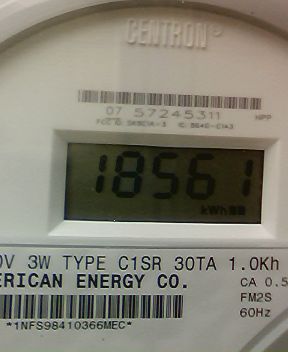 CENTRON®
07 57245311
HPP
18561
kWh
0V 3W TYPE C1SR 30TA 1.0Kh
ERICAN ENERGY CO.
CA 0.5
FM2S
60Hz
*1NFS98410366MEC*